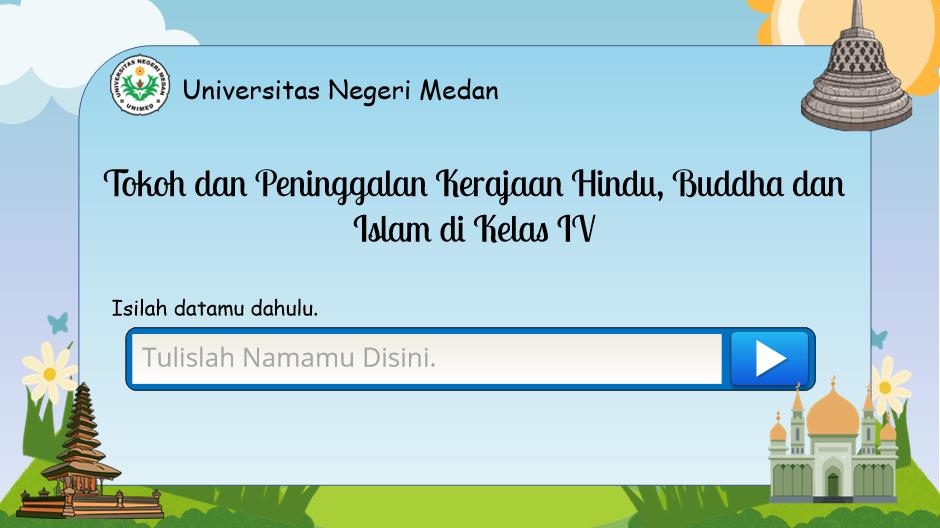 UNIVERSITAS NEGERI MEDAN
UNIMED
Universitas Negeri Medan
Tokoh dan Peninggalan Kerajaan Hindu, Buddha dan
Islam di Kelas IV
Isilah datamu dahulu.
Tulislah Namamu Disini.